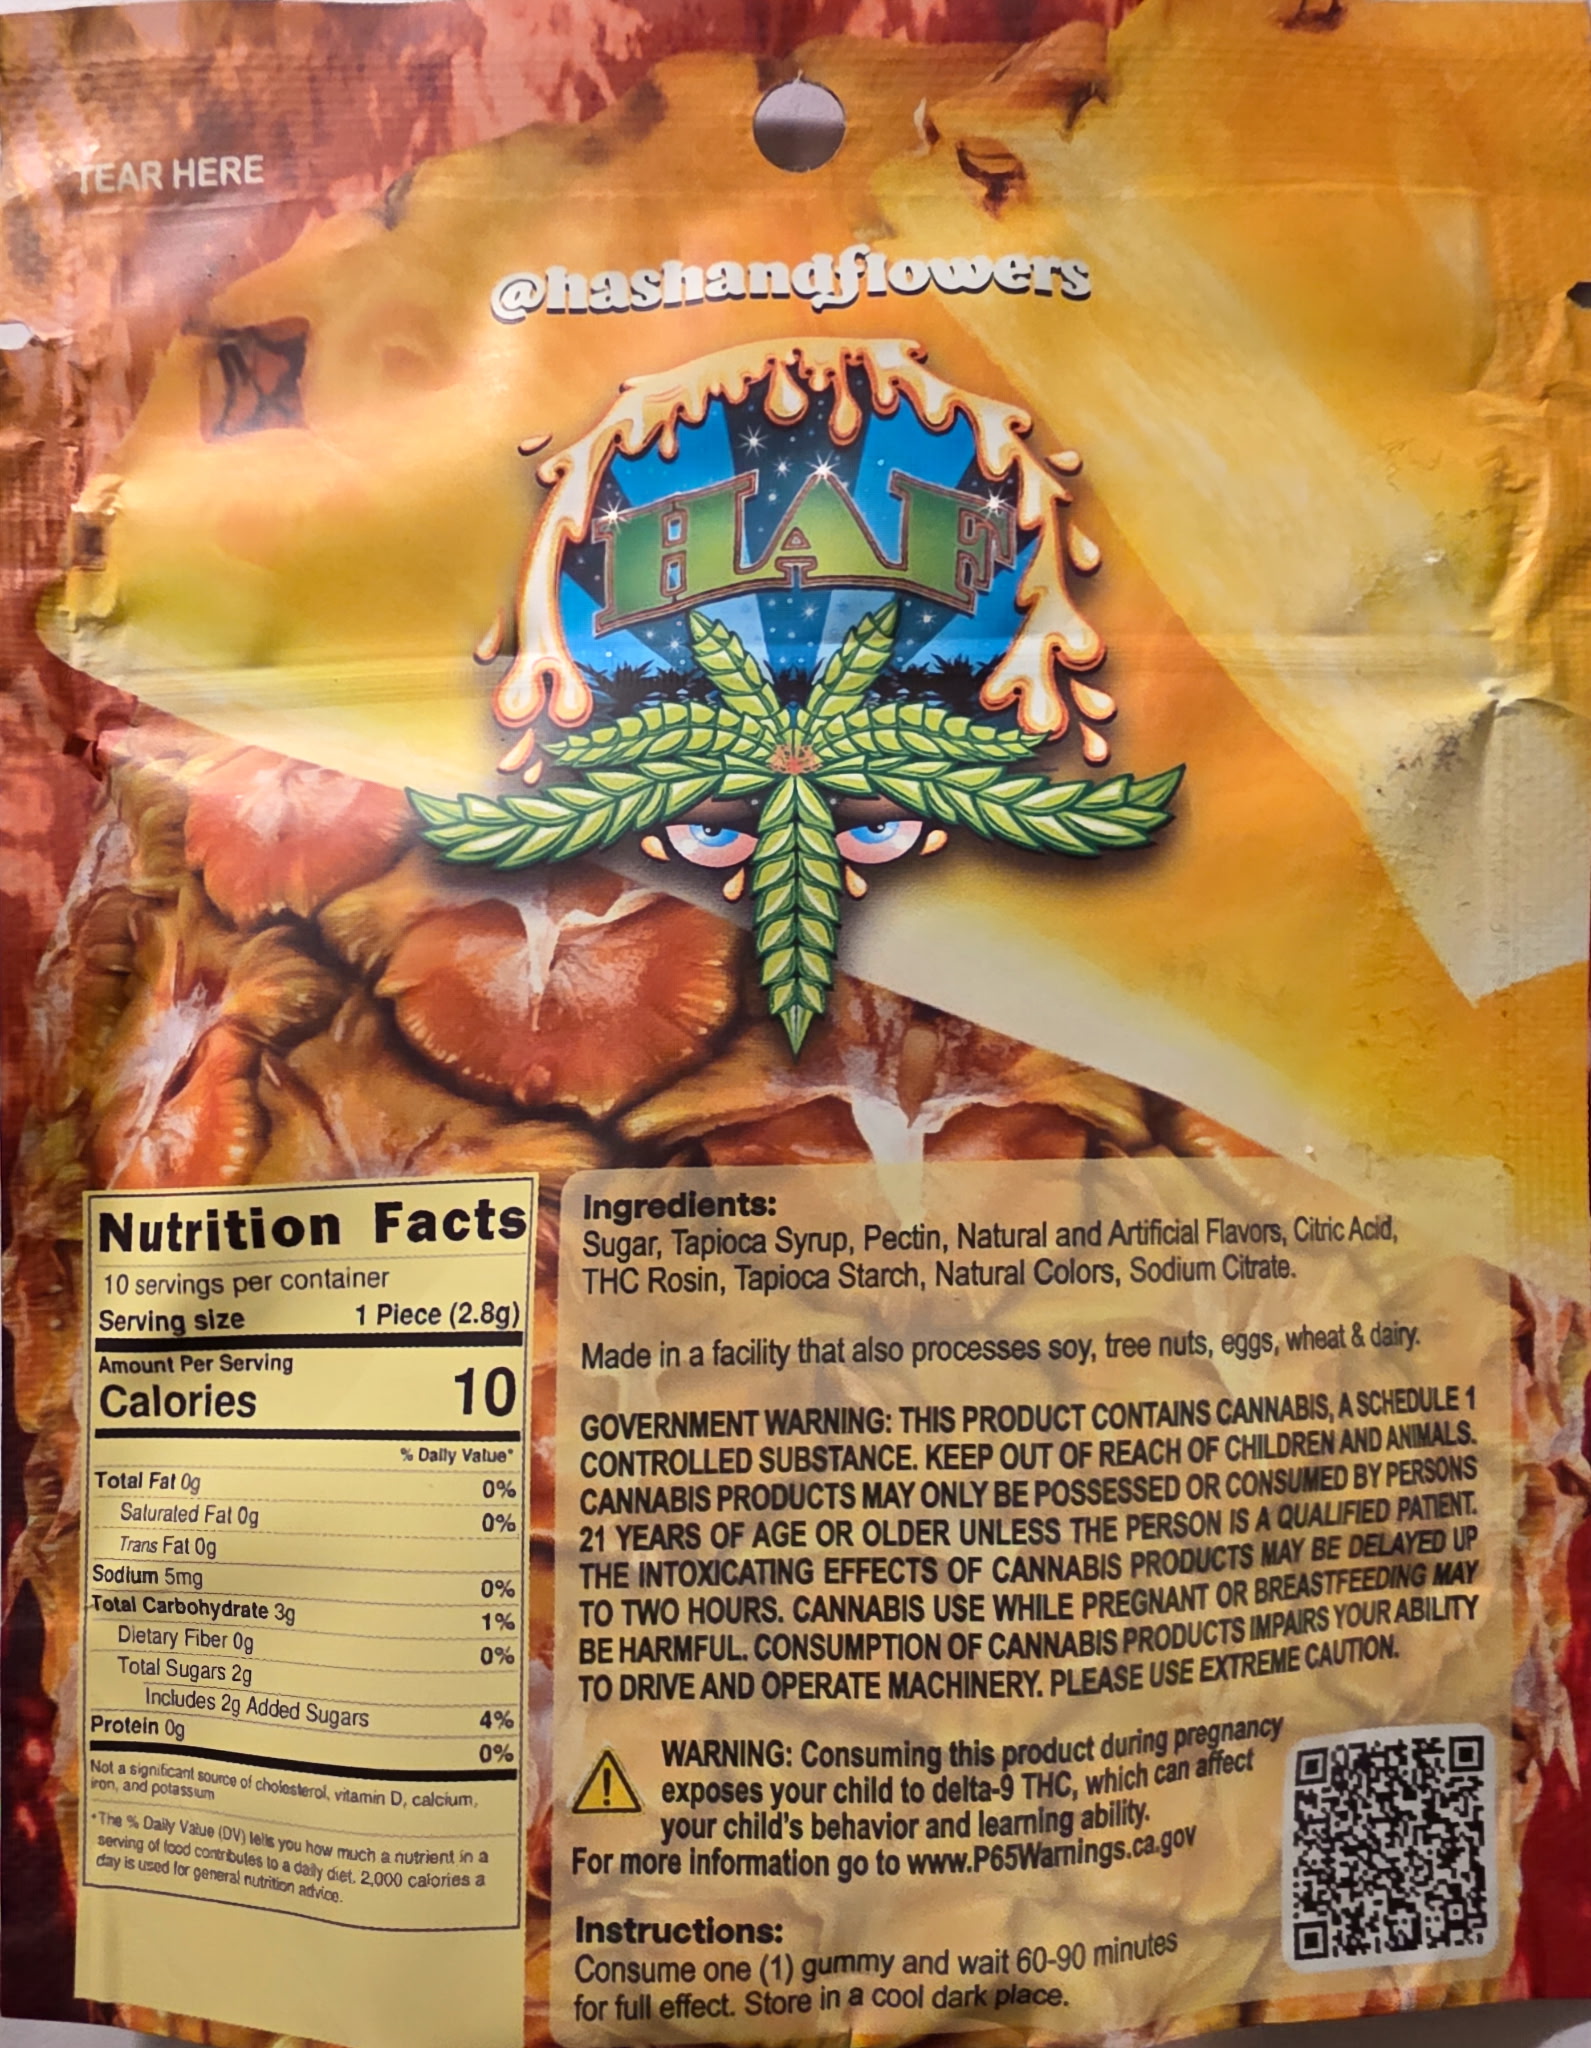 TEAR HERE
@hashandflowers
HAF
Nutrition Facts
10 servings per container
Serving size 1 Piece (2.8g)
Amount Per Serving
Calories 10
% Daily Value*
Total Fat 0g 0%
Saturated Fat 0g 0%
Trans Fat 0g
Sodium 5mg 0%
Total Carbohydrate 3g 1%
Dietary Fiber 0g 0%
Total Sugars 2g
Includes 2g Added Sugars 4%
Protein 0g 0%
Not a significant source of cholesterol, vitamin D, calcium,
iron, and potassium
*The % Daily Value (DV) tells you how much a nutrient in a
serving of food contributes to a daily diet. 2,000 calories a
day is used for general nutrition advice.
Ingredients:
Sugar, Tapioca Syrup, Pectin, Natural and Artificial Flavors, Citric Acid,
THC Rosin, Tapioca Starch, Natural Colors, Sodium Citrate.
Made in a facility that also processes soy, tree nuts, eggs, wheat & dairy.
GOVERNMENT WARNING: THIS PRODUCT CONTAINS CANNABIS, A SCHEDULE 1
CONTROLLED SUBSTANCE. KEEP OUT OF REACH OF CHILDREN AND ANIMALS.
CANNABIS PRODUCTS MAY ONLY BE POSSESSED OR CONSUMED BY PERSONS
21 YEARS OF AGE OR OLDER UNLESS THE PERSON IS A QUALIFIED PATIENT.
THE INTOXICATING EFFECTS OF CANNABIS PRODUCTS MAY BE DELAYED UP
TO TWO HOURS. CANNABIS USE WHILE PREGNANT OR BREASTFEEDING MAY
BE HARMFUL. CONSUMPTION OF CANNABIS PRODUCTS IMPAIRS YOUR ABILITY
TO DRIVE AND OPERATE MACHINERY. PLEASE USE EXTREME CAUTION.
WARNING: Consuming this product during pregnancy
exposes your child to delta-9 THC, which can affect
your child's behavior and learning ability.
For more information go to www.P65Warnings.ca.gov
Instructions:
Consume one (1) gummy and wait 60-90 minutes
for full effect. Store in a cool dark place.